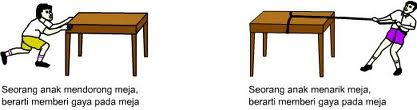 Seorang anak mendorong meja,
berarti memberi gaya pada meja
Seorang anak menarik meja,
berarti memberi gaya pada meja